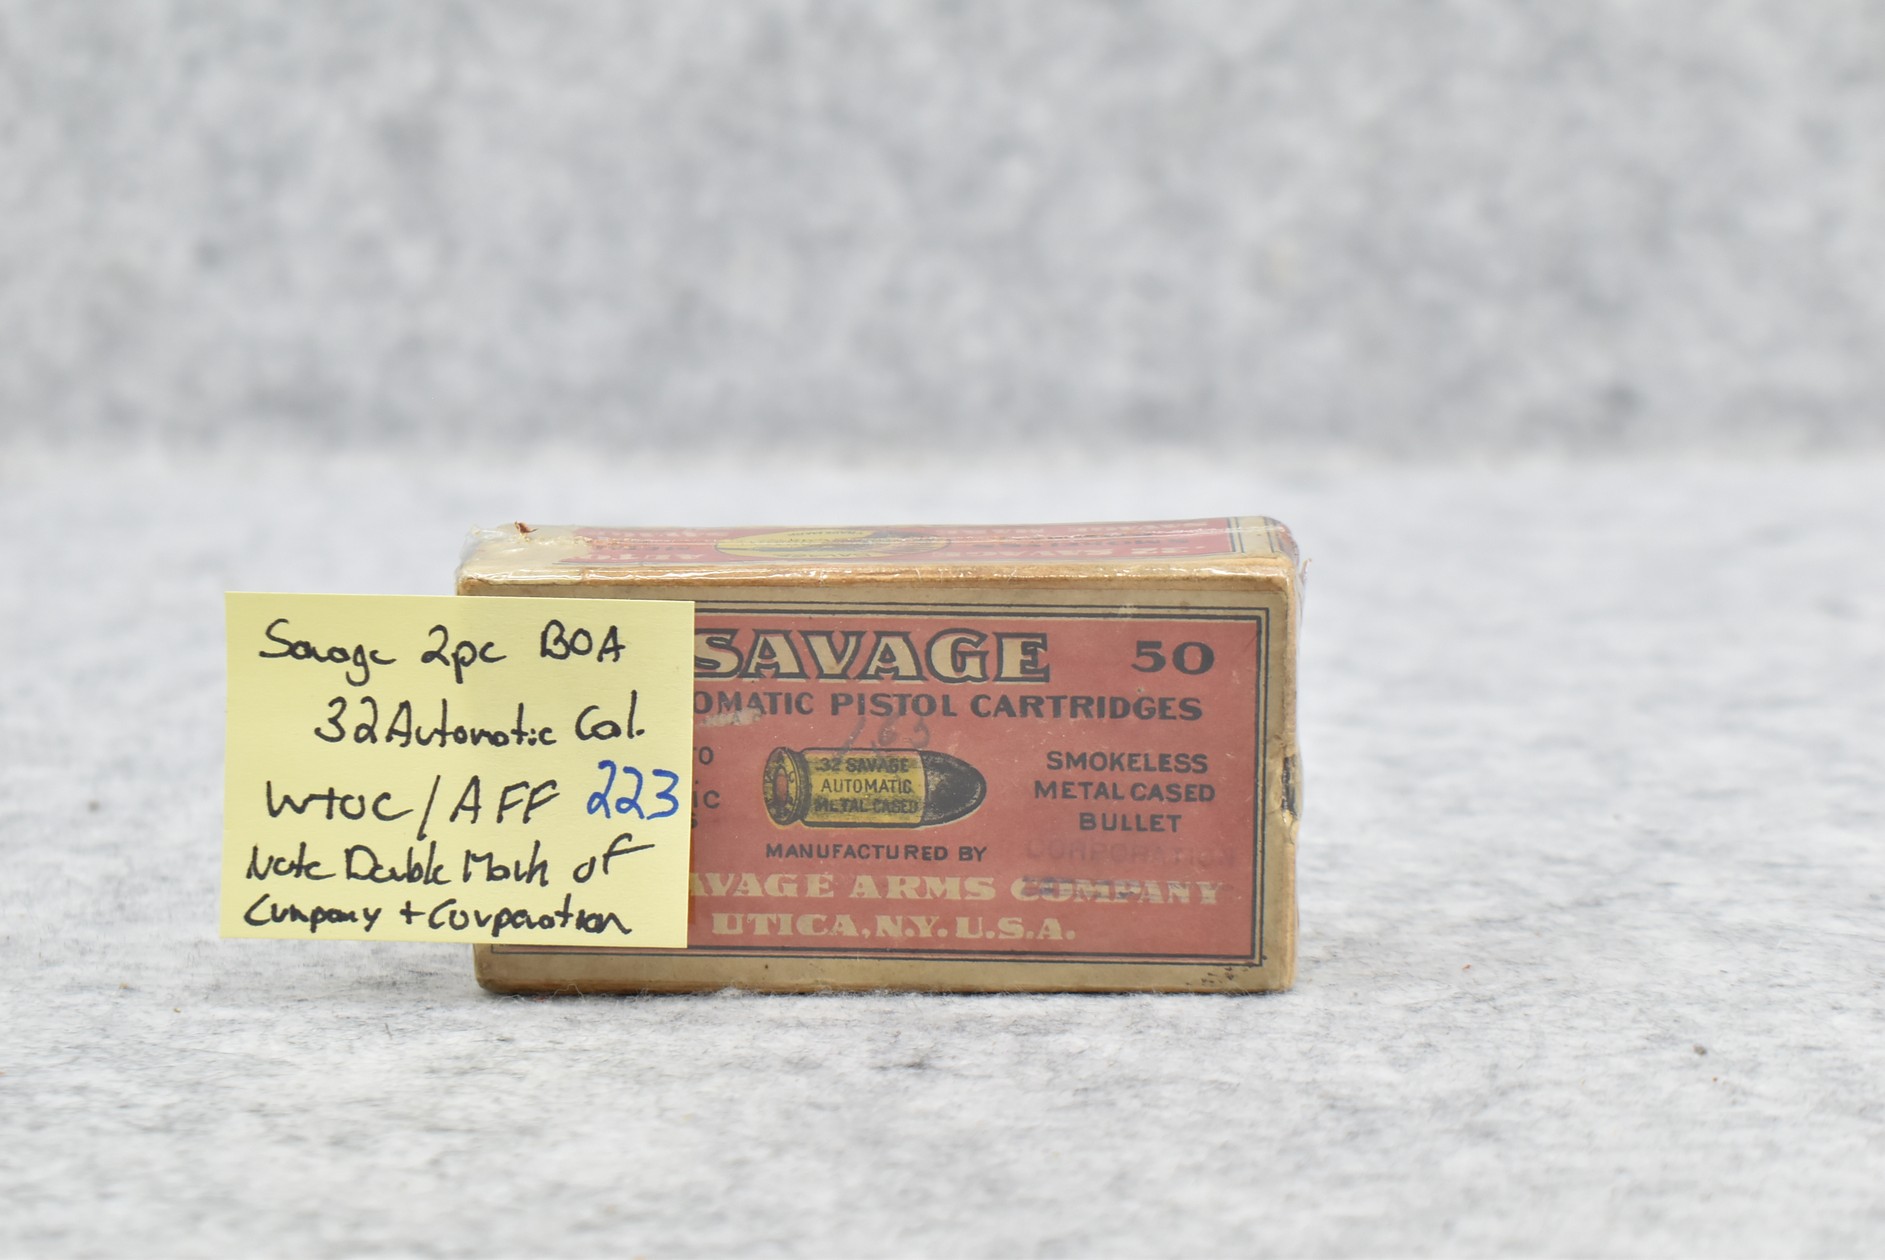 Savage 2pc BOA
32 Automatic Cal.
WTOC/AFF 223
Note Double Mark of
Company + Corporation
SAVAGE 50
OMATIC PISTOL CARTRIDGES
.32 SAVAGE
AUTOMATIC
METAL CASED
SMOKELESS
METAL CASED
BULLET
MANUFACTURED BY
CORPORATION
AVAGE ARMS COMPANY
UTICA, N.Y. U.S.A.